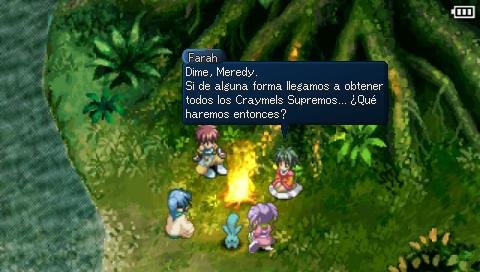 Farah
Dime, Meredy.
Si de alguna forma llegamos a obtener
todos los Craymels Supremos... ¿Qué
haremos entonces?